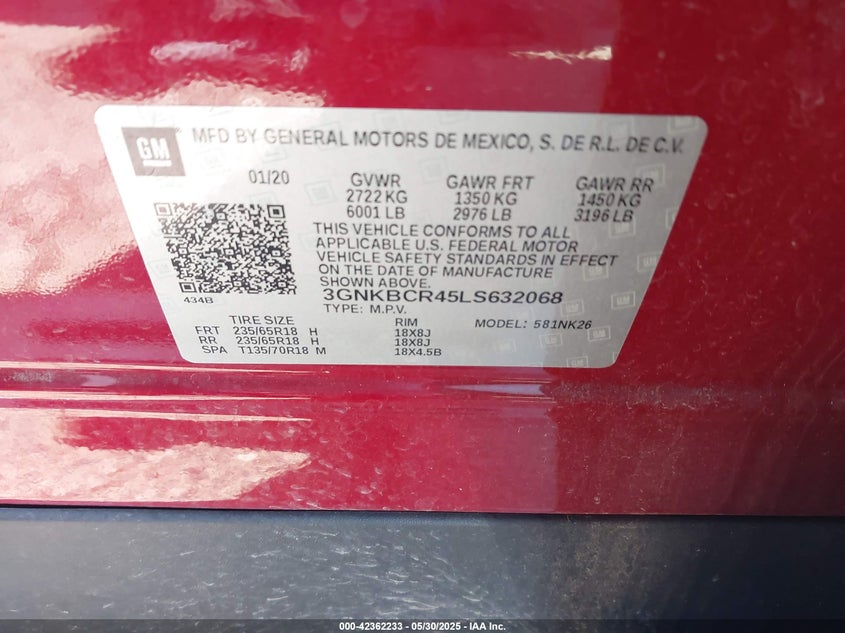 GM
MFD BY GENERAL MOTORS DE MEXICO, S. DE R.L. DE C.V.
01/20 GVWR GAWR FRT GAWR RR
2722 KG 1350 KG 1450 KG
6001 LB 2976 LB 3196 LB
THIS VEHICLE CONFORMS TO ALL
APPLICABLE U.S. FEDERAL MOTOR
VEHICLE SAFETY STANDARDS IN EFFECT
ON THE DATE OF MANUFACTURE
SHOWN ABOVE.
434B
3GNKBCR45LS632068
TYPE: M.P.V.
TIRE SIZE RIM MODEL: 581NK26
FRT 235/65R18 H 18X8J
RR 235/65R18 H 18X8J
SPA T135/70R18 M 18X4.5B
000-42362233 - 05/30/2025 - IAA Inc.